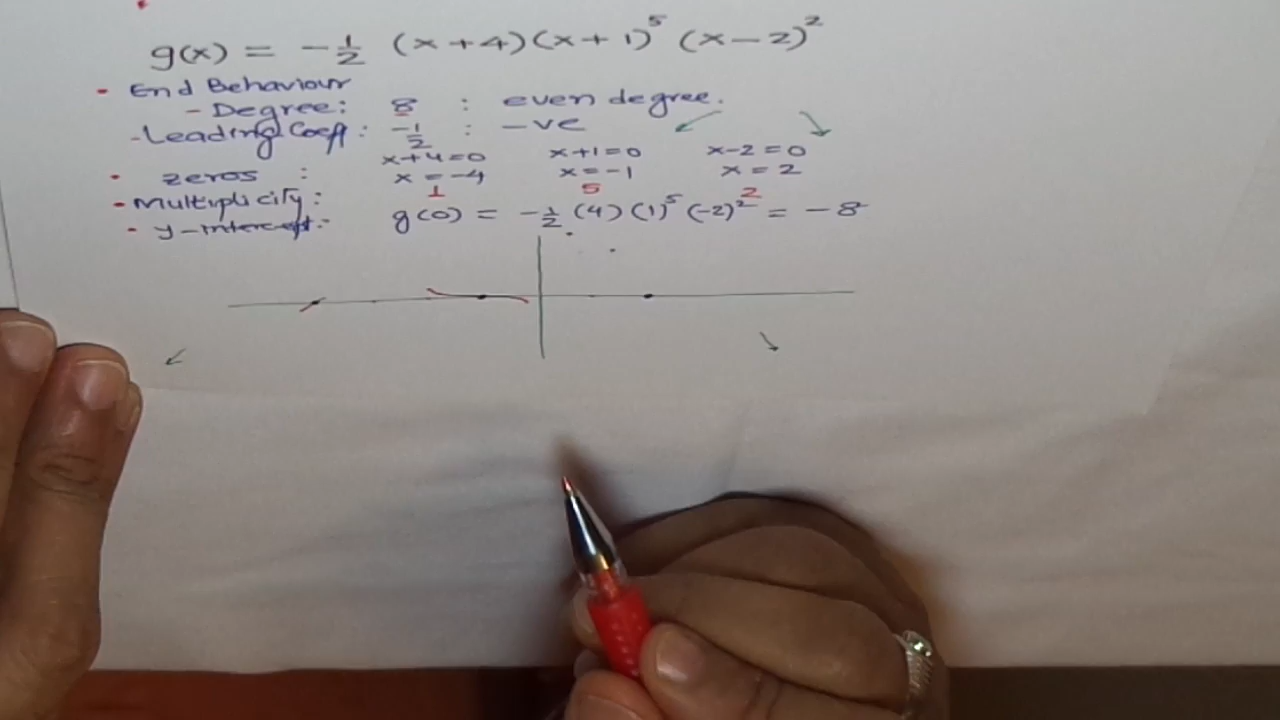 g(x) = -1/2 (x+4)(x+1)⁵ (x-2)²
• End Behaviour
- Degree: 8 : even degree.
- Leading Coeff: -1/2 : -ve
x+4=0 x+1=0 x-2=0
• zeros : x=-4 x=-1 x=2
1 5 2
• Multiplicity:
• y-intercept:- g(0) = -1/2 (4)(1)⁵(-2)² = -8